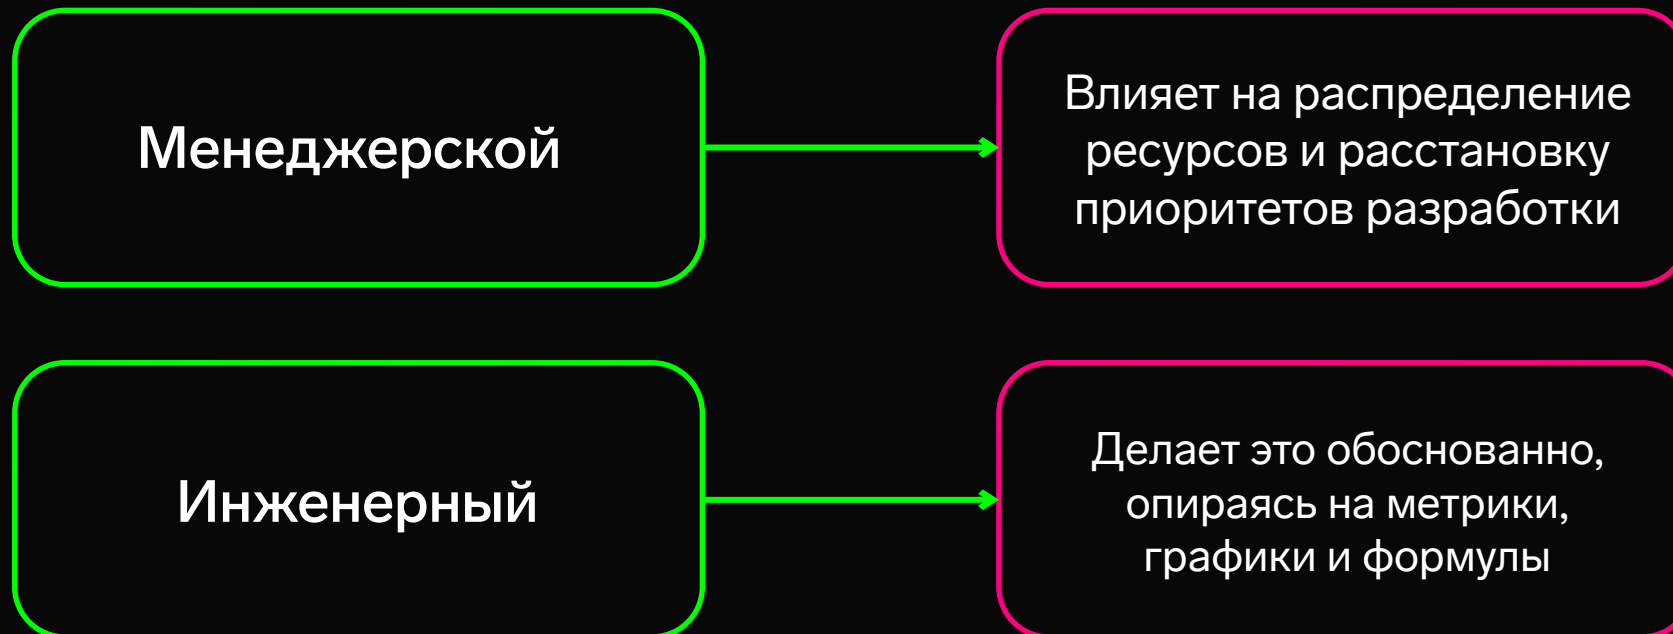 Менеджерской
Влияет на распределение
ресурсов и расстановку
приоритетов разработки
Инженерный
Делает это обоснованно,
опираясь на метрики,
графики и формулы